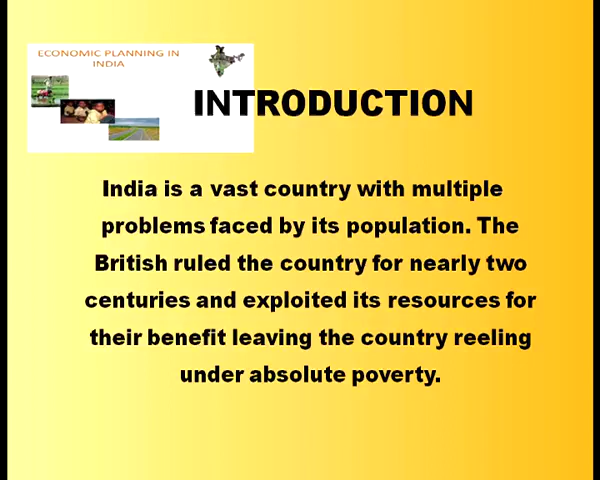 ECONOMIC PLANNING IN
INDIA
INTRODUCTION
India is a vast country with multiple
problems faced by its population. The
British ruled the country for nearly two
centuries and exploited its resources for
their benefit leaving the country reeling
under absolute poverty.